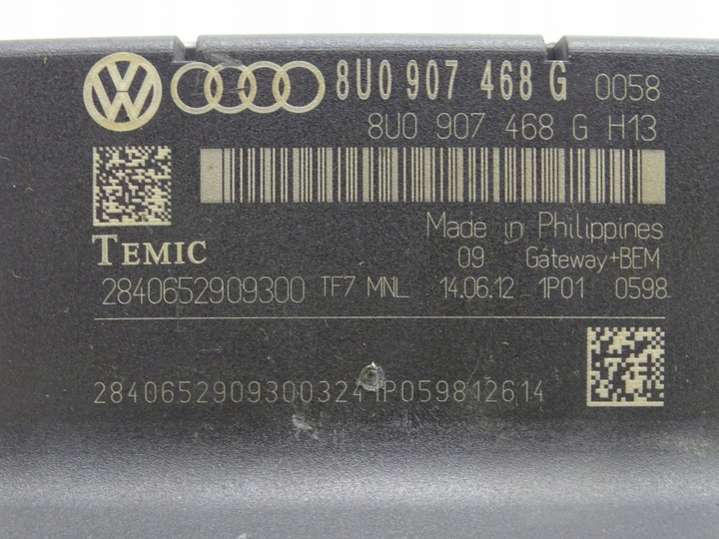 8U0 907 468 G 0058
8U0 907 468 G H13
TEMIC
Made in Philippines
09 Gateway+BEM
2840652909300 TF7 MNL 14.06.12 1P01 0598
28406529093003241P059812614